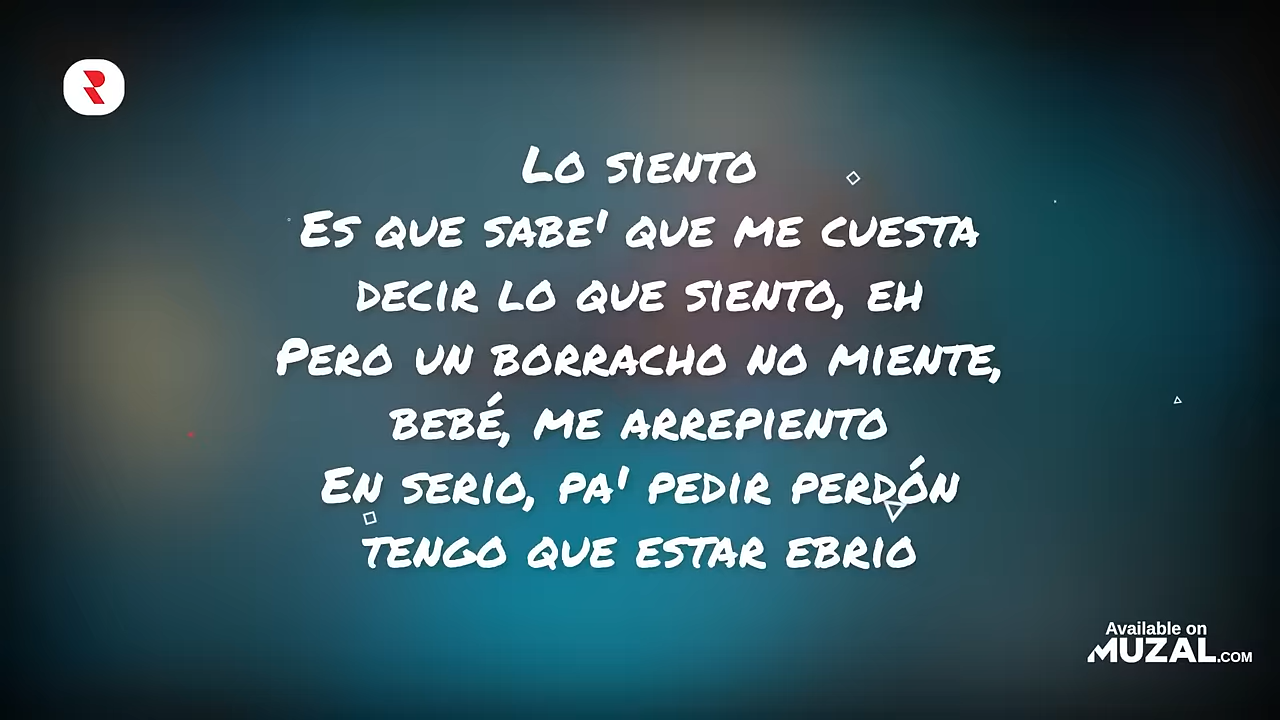 Lo siento
Es que sabe' que me cuesta
decir lo que siento, eh
Pero un borracho no miente,
bebé, me arrepiento
En serio, pa' pedir perdón
tengo que estar ebrio
Available on
MUZAL.COM